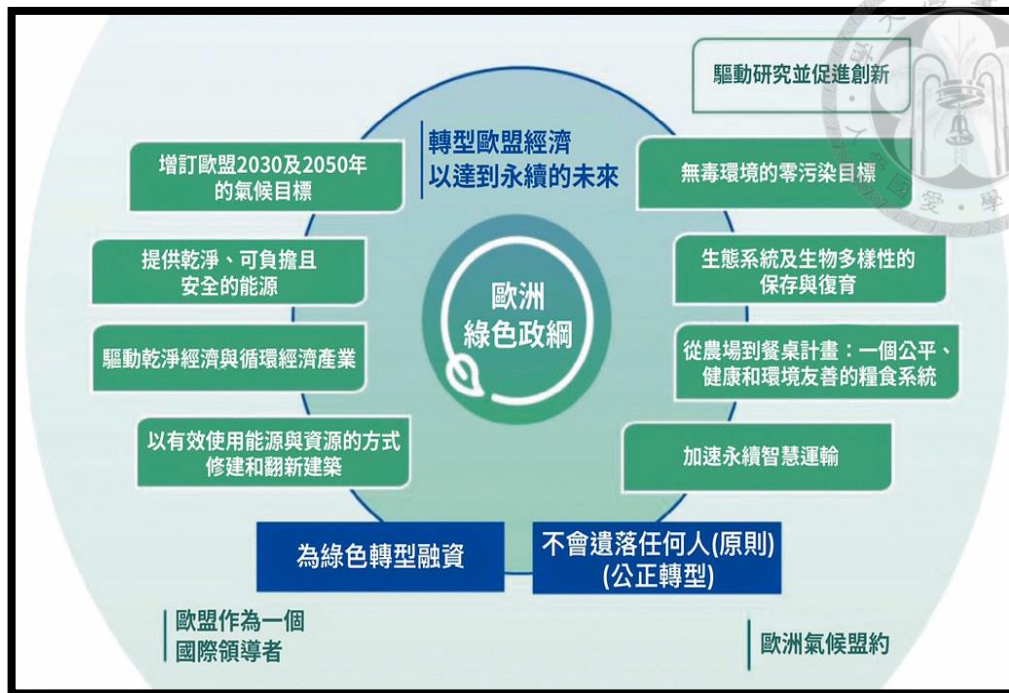 驅動研究並促進創新
轉型歐盟經濟
以達到永續的未來
增訂歐盟2030及2050年
的氣候目標
無毒環境的零污染目標
提供乾淨、可負擔且
安全的能源
生態系統及生物多樣性的
保存與復育
歐洲
綠色政綱
驅動乾淨經濟與循環經濟產業
從農場到餐桌計畫：一個公平、
健康和環境友善的糧食系統
以有效使用能源與資源的方式
修建和翻新建築
加速永續智慧運輸
為綠色轉型融資
不會遺落任何人(原則)
(公正轉型)
歐盟作為一個
國際領導者
歐洲氣候盟約